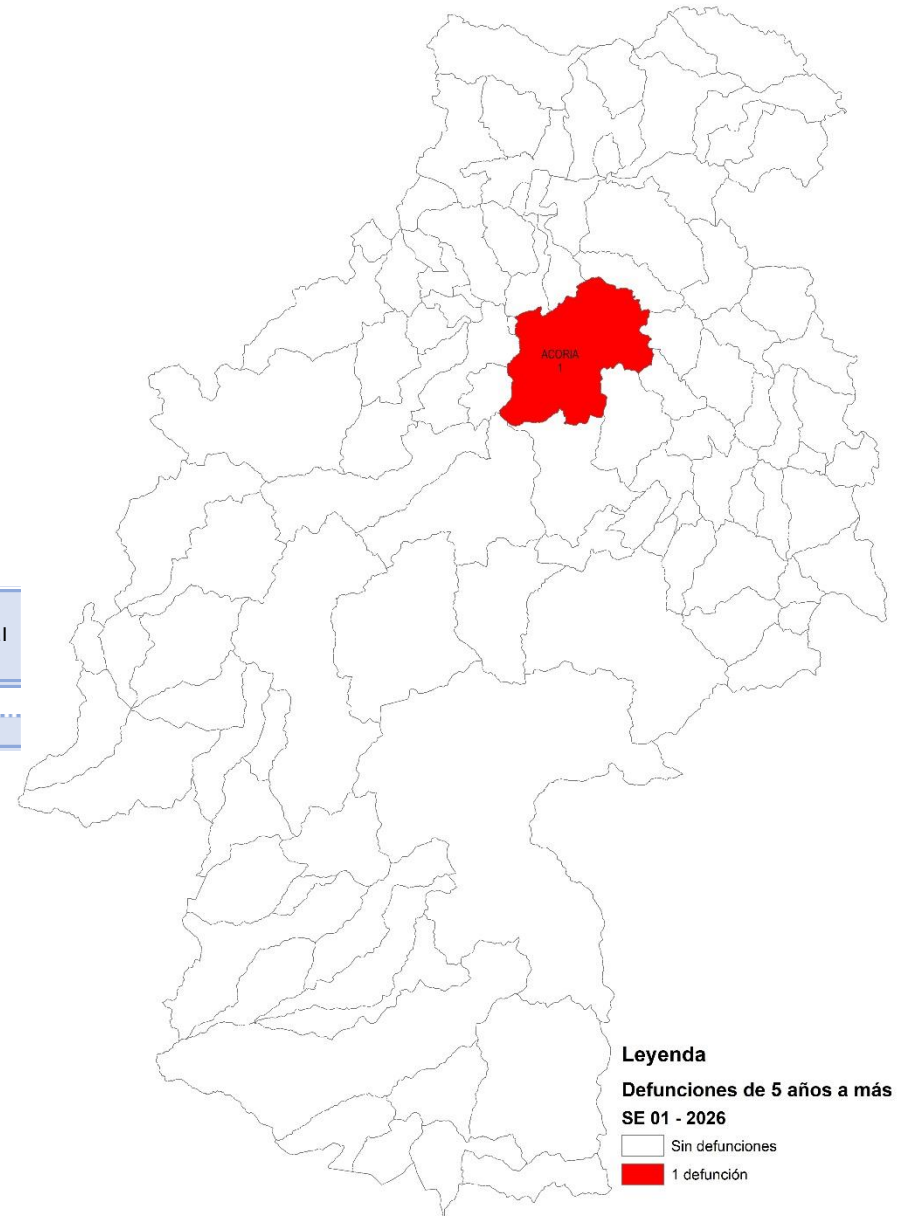 ACORIA
1
Leyenda
Defunciones de 5 años a más
SE 01 - 2026
Sin defunciones
1 defunción